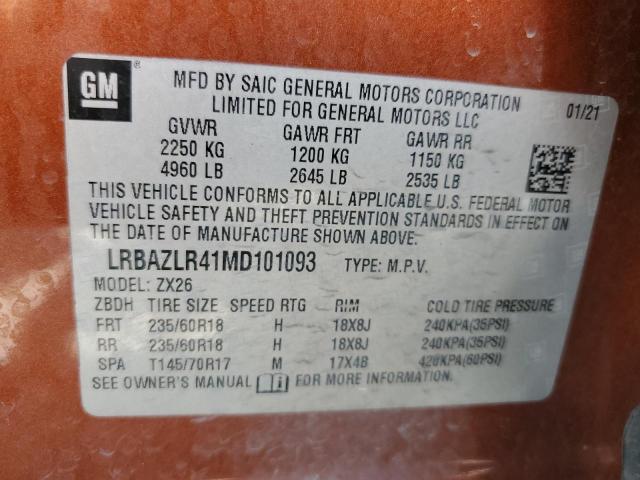 GM
®
MFD BY SAIC GENERAL MOTORS CORPORATION
LIMITED FOR GENERAL MOTORS LLC
01/21
GVWR GAWR FRT GAWR RR
2250 KG 1200 KG 1150 KG
4960 LB 2645 LB 2535 LB
THIS VEHICLE CONFORMS TO ALL APPLICABLE U.S. FEDERAL MOTOR
VEHICLE SAFETY AND THEFT PREVENTION STANDARDS IN EFFECT ON
THE DATE OF MANUFACTURE SHOWN ABOVE.
LRBAZLR41MD101093 TYPE: M.P.V.
MODEL: ZX26
ZBDH TIRE SIZE SPEED RTG RIM COLD TIRE PRESSURE
FRT 235/60R18 H 18X8J 240KPA(35PSI)
RR 235/60R18 H 18X8J 240KPA(35PSI)
SPA T145/70R17 M 17X4B 420KPA(60PSI)
SEE OWNER'S MANUAL FOR MORE INFORMATION.